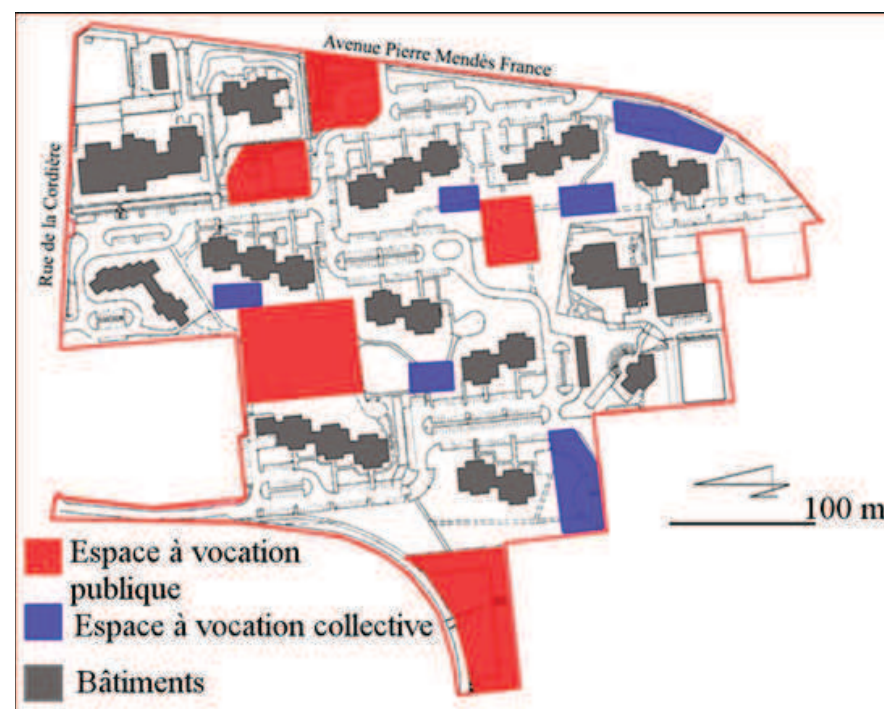 Avenue Pierre Mendès France
Rue de la Cordière
100 m
Espace à vocation
publique
Espace à vocation collective
Bâtiments